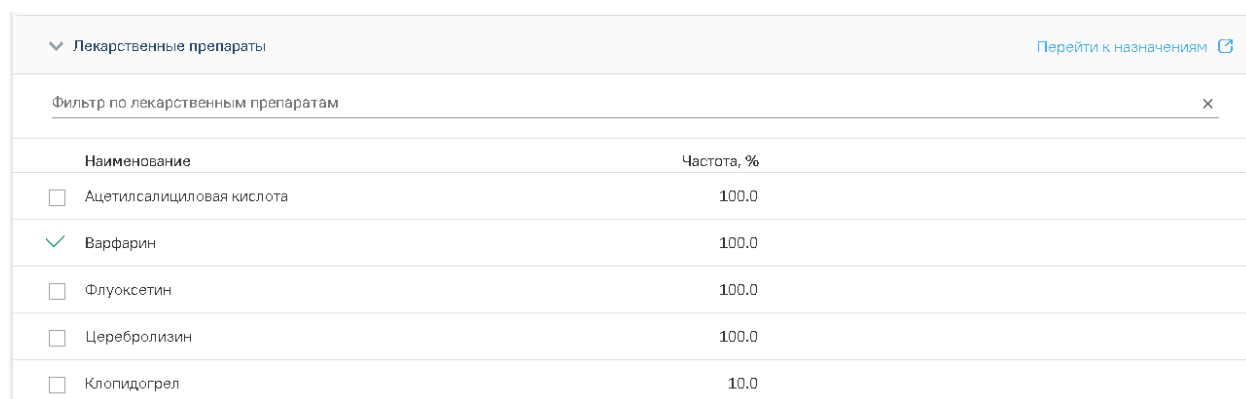 Лекарственные препараты Перейти к назначениям
Фильтр по лекарственным препаратам
Наименование Частота, %
Ацетилсалициловая кислота 100.0
Варфарин 100.0
Флуоксетин 100.0
Церебролизин 100.0
Клопидогрел 10.0